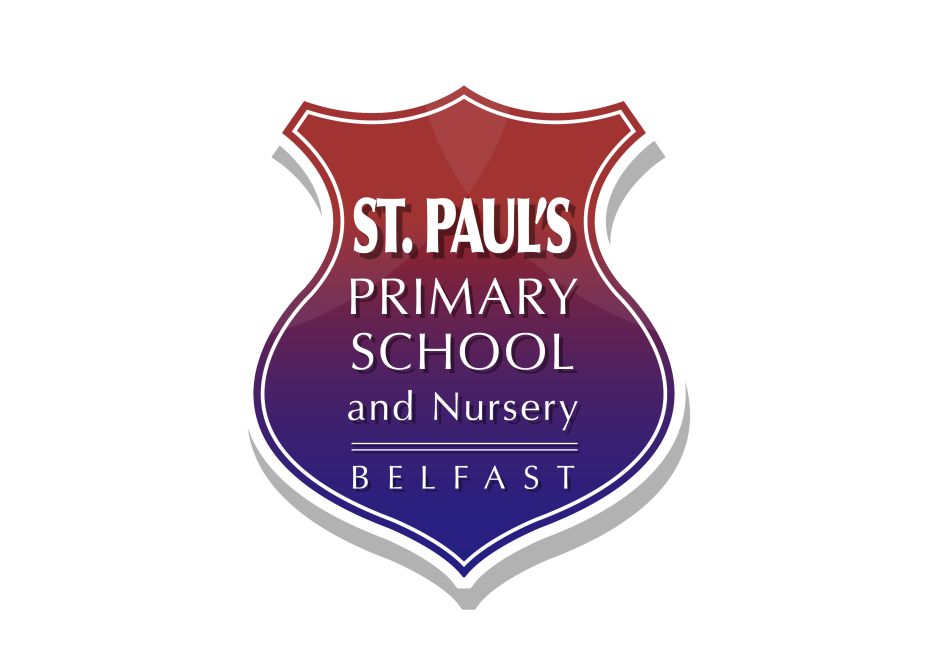 ST. PAUL'S
PRIMARY
SCHOOL
and Nursery
BELFAST